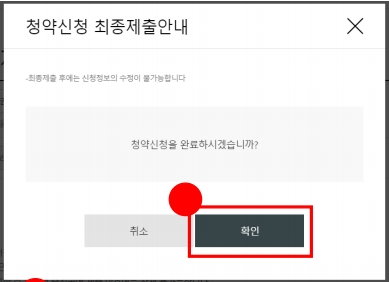 청약신청 최종제출안내
-최종제출 후에는 신청정보의 수정이 불가능합니다
청약신청을 완료하시겠습니까?
취소
확인